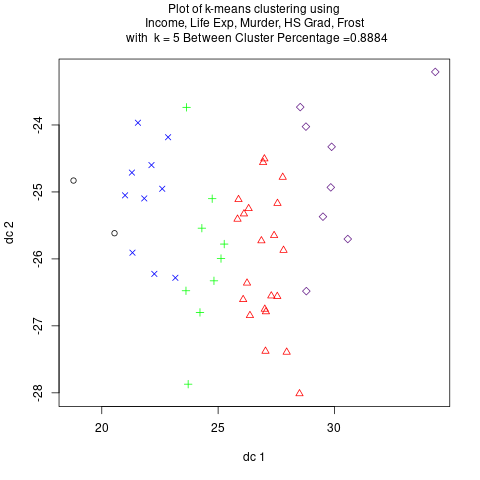 Plot of k-means clustering using
Income, Life Exp, Murder, HS Grad, Frost
with k = 5 Between Cluster Percentage =0.8884
-24
-25
-26
-27
-28
dc 2
20
25
30
dc 1